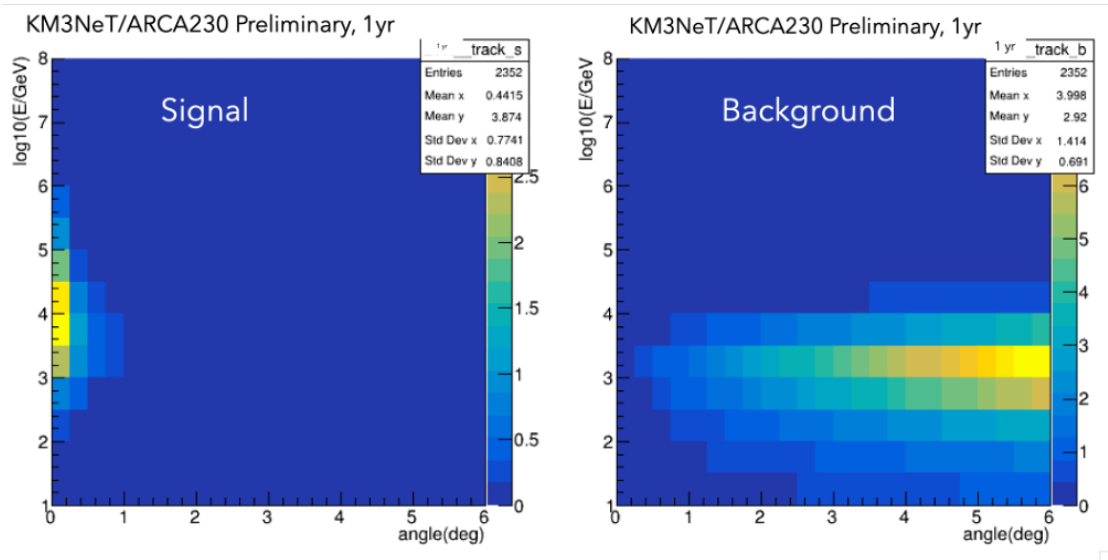 KM3NeT/ARCA230 Preliminary, 1yr
1 yr _track_s
Entries 2352
Mean x 0.4415
Mean y 3.874
Std Dev x 0.7741
Std Dev y 0.8408
Signal
log10(E/GeV)
8
7
6
5
4
3
2
1
0 1 2 3 4 5 6
angle(deg)
2.5
2
1.5
1
0.5
0
KM3NeT/ARCA230 Preliminary, 1yr
1 yr _track_b
Entries 2352
Mean x 3.998
Mean y 2.92
Std Dev x 1.414
Std Dev y 0.691
Background
log10(E/GeV)
8
7
6
5
4
3
2
1
0 1 2 3 4 5 6
angle(deg)
6
5
4
3
2
1
0